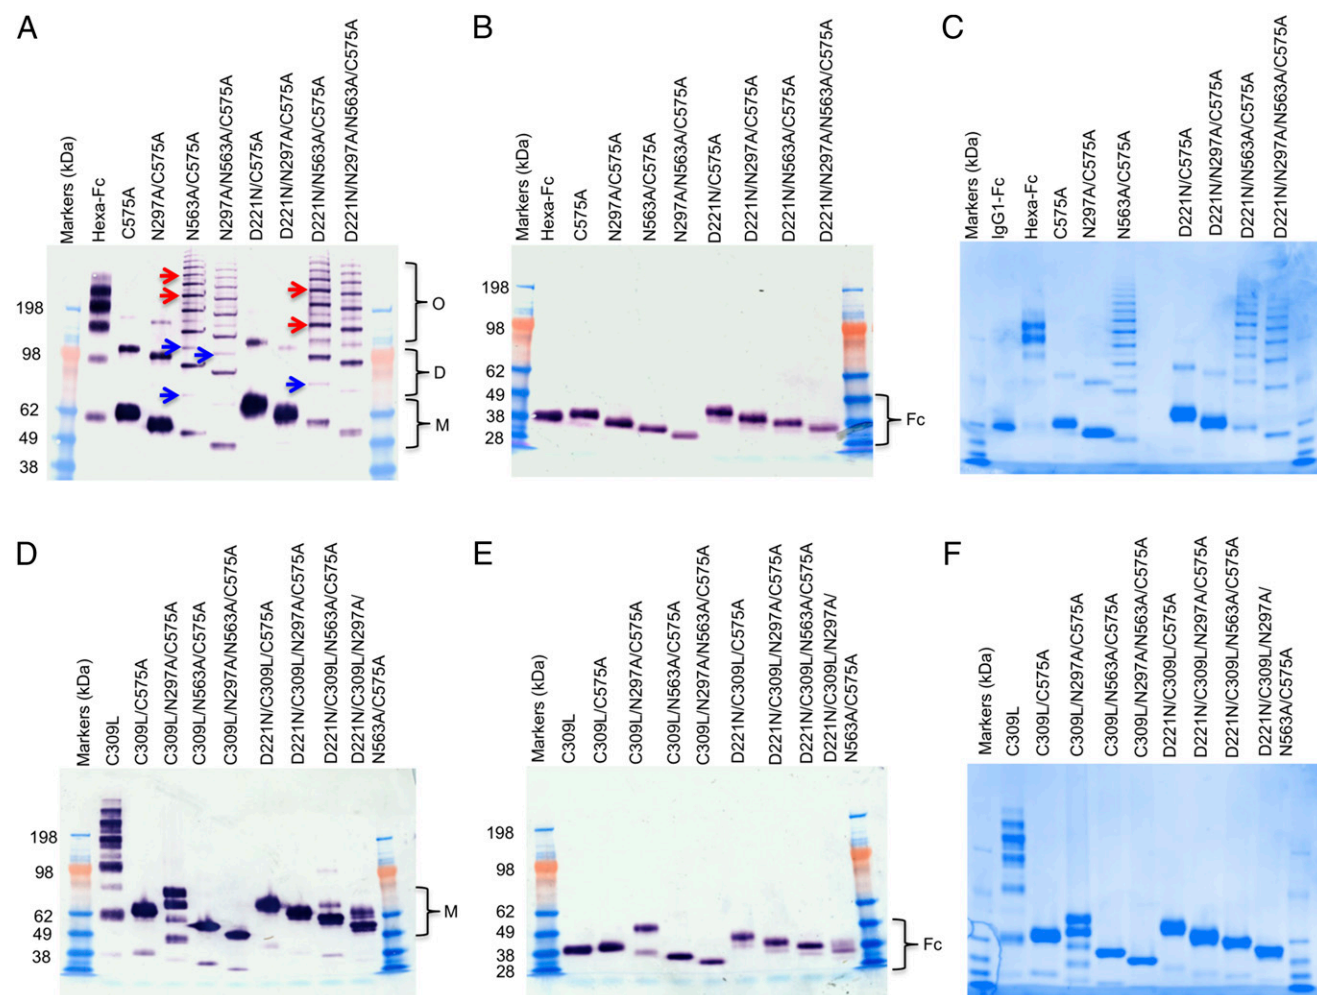 A
Markers (kDa)
Hexa-Fc
C575A
N297A/C575A
N563A/C575A
N297A/N563A/C575A
D221N/C575A
D221N/N297A/C575A
D221N/N563A/C575A
D221N/N297A/N563A/C575A
198
98
62
49
38
O
D
M
B
Markers (kDa)
Hexa-Fc
C575A
N297A/C575A
N563A/C575A
N297A/N563A/C575A
D221N/C575A
D221N/N297A/C575A
D221N/N563A/C575A
D221N/N297A/N563A/C575A
198
98
62
49
38
28
Fc
C
Markers (kDa)
IgG1-Fc
Hexa-Fc
C575A
N297A/C575A
N563A/C575A
D221N/C575A
D221N/N297A/C575A
D221N/N563A/C575A
D221N/N297A/N563A/C575A
D
Markers (kDa)
C309L
C309L/C575A
C309L/N297A/C575A
C309L/N563A/C575A
C309L/N297A/N563A/C575A
D221N/C309L/C575A
D221N/C309L/N297A/C575A
D221N/C309L/N563A/C575A
D221N/C309L/N297A/
N563A/C575A
198
98
62
49
38
M
E
Markers (kDa)
C309L
C309L/C575A
C309L/N297A/C575A
C309L/N563A/C575A
C309L/N297A/N563A/C575A
D221N/C309L/C575A
D221N/C309L/N297A/C575A
D221N/C309L/N563A/C575A
D221N/C309L/N297A/
N563A/C575A
198
98
62
49
38
28
Fc
F
Markers (kDa)
C309L
C309L/C575A
C309L/N297A/C575A
C309L/N563A/C575A
C309L/N297A/N563A/C575A
D221N/C309L/C575A
D221N/C309L/N297A/C575A
D221N/C309L/N563A/C575A
D221N/C309L/N297A/
N563A/C575A